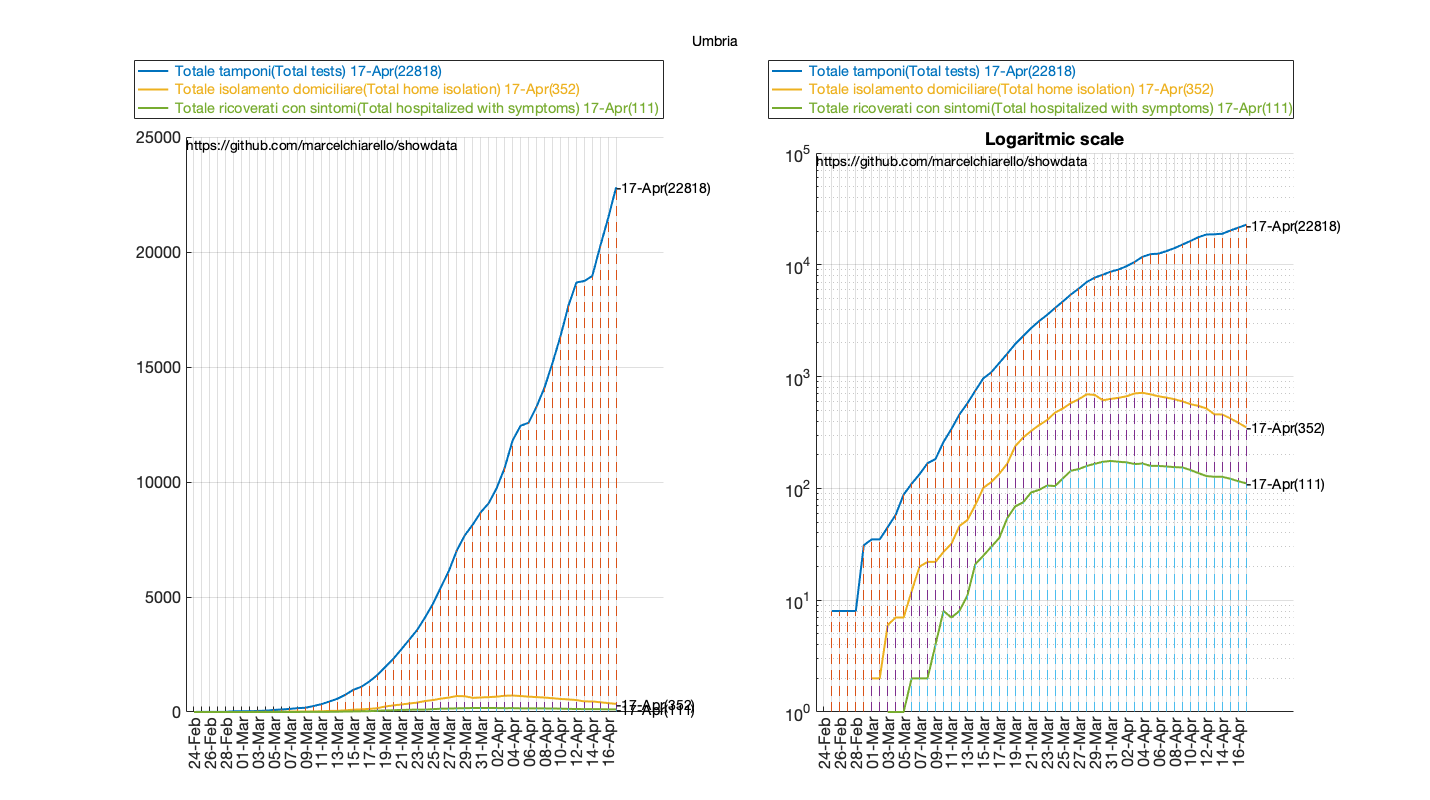 Umbria
Totale tamponi(Total tests) 17-Apr(22818)
Totale isolamento domiciliare(Total home isolation) 17-Apr(352)
Totale ricoverati con sintomi(Total hospitalized with symptoms) 17-Apr(111)
25000
https://github.com/marcelchiarello/showdata
17-Apr(22818)
20000
15000
10000
5000
0
17-Apr(352)
17-Apr(111)
24-Feb
26-Feb
28-Feb
01-Mar
03-Mar
05-Mar
07-Mar
09-Mar
11-Mar
13-Mar
15-Mar
17-Mar
19-Mar
21-Mar
23-Mar
25-Mar
27-Mar
29-Mar
31-Mar
02-Apr
04-Apr
06-Apr
08-Apr
10-Apr
12-Apr
14-Apr
16-Apr
Totale tamponi(Total tests) 17-Apr(22818)
Totale isolamento domiciliare(Total home isolation) 17-Apr(352)
Totale ricoverati con sintomi(Total hospitalized with symptoms) 17-Apr(111)
Logaritmic scale
10^5
https://github.com/marcelchiarello/showdata
17-Apr(22818)
10^4
10^3
17-Apr(352)
17-Apr(111)
10^2
10^1
10^0
24-Feb
26-Feb
28-Feb
01-Mar
03-Mar
05-Mar
07-Mar
09-Mar
11-Mar
13-Mar
15-Mar
17-Mar
19-Mar
21-Mar
23-Mar
25-Mar
27-Mar
29-Mar
31-Mar
02-Apr
04-Apr
06-Apr
08-Apr
10-Apr
12-Apr
14-Apr
16-Apr